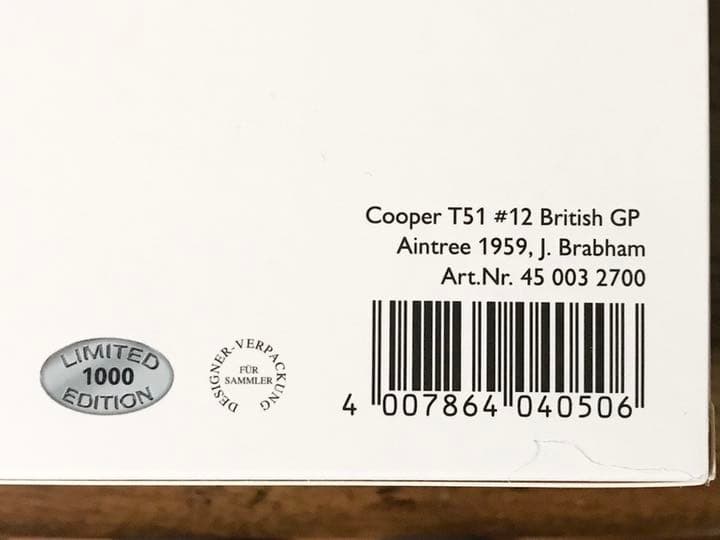 Cooper T51 #12 British GP
Aintree 1959, J. Brabham
Art.Nr. 45 003 2700
LIMITED
1000
EDITION
DESIGNER-VERPACKUNG
FÜR
SAMMLER
4 007864 040506